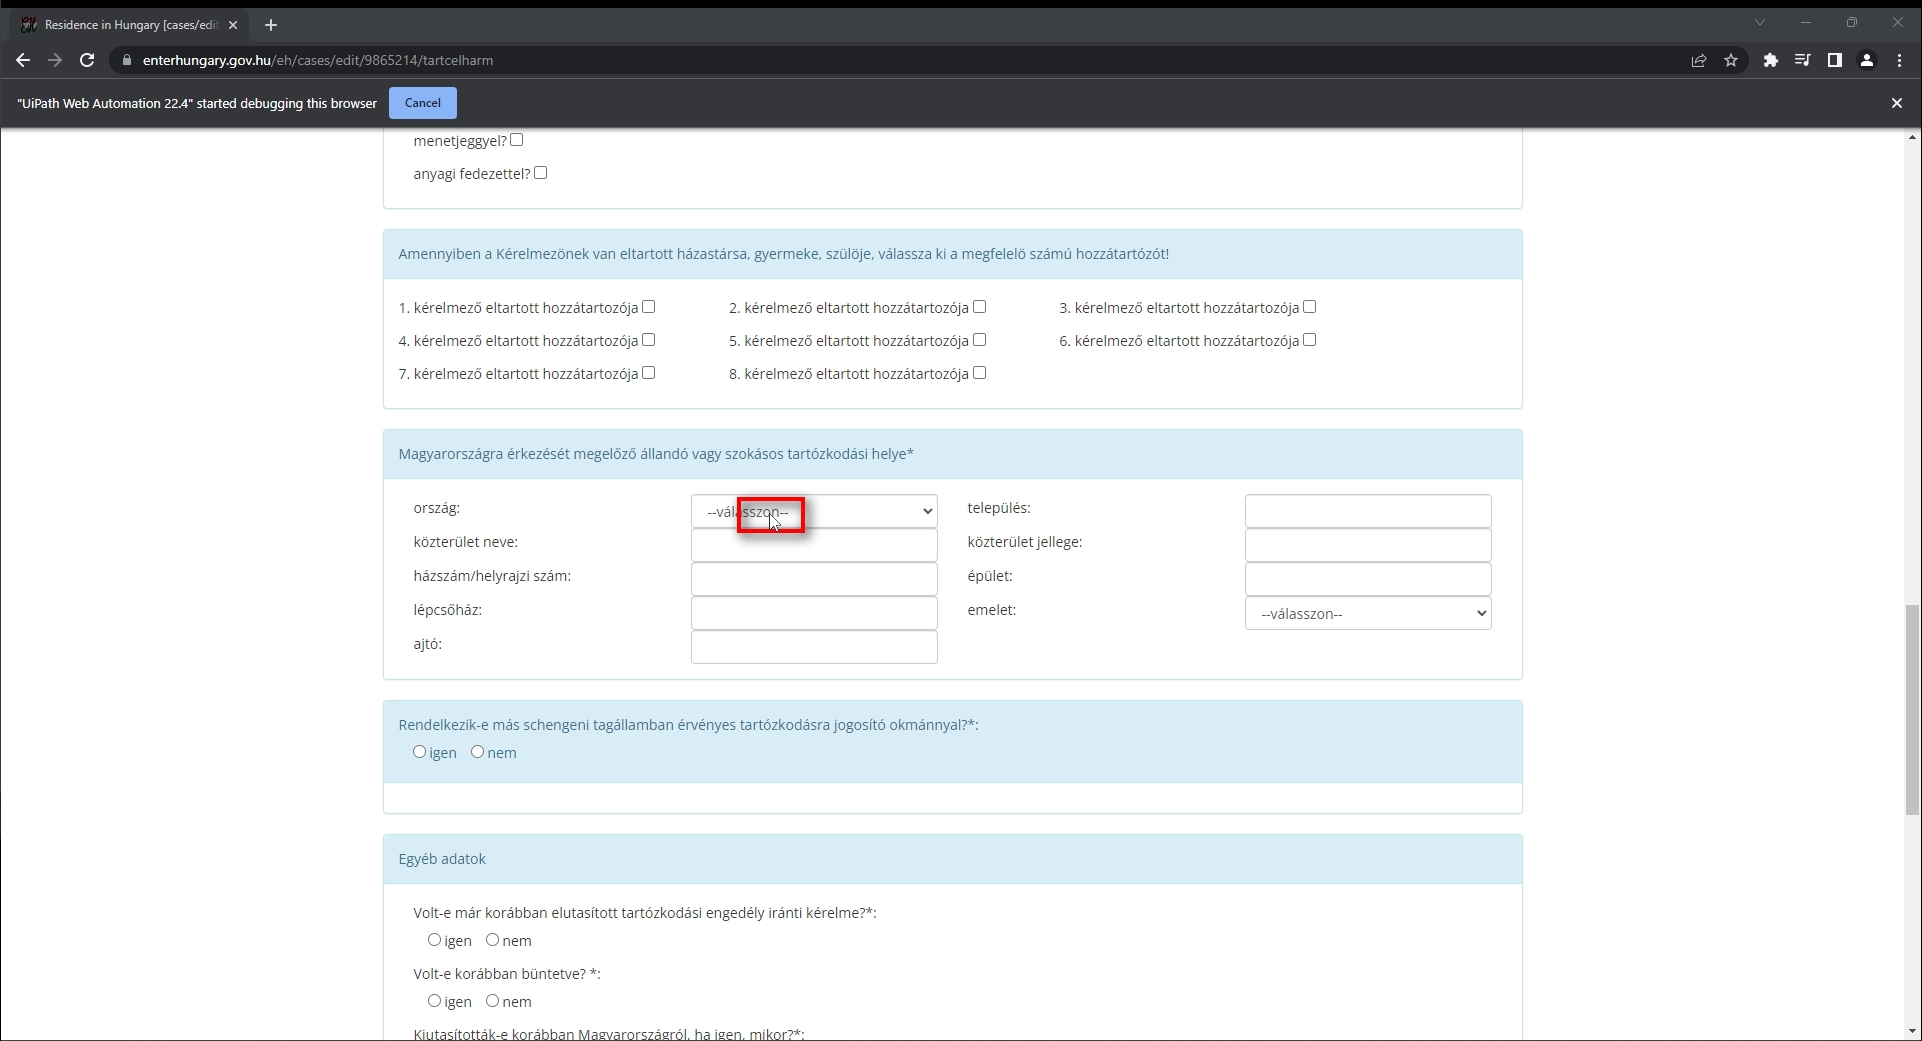 Residence in Hungary [cases/edit
enterhungary.gov.hu/eh/cases/edit/9865214/tartcelharm
"UiPath Web Automation 22.4" started debugging this browser Cancel
menetjeggyel?
anyagi fedezettel?
Amennyiben a Kérelmezönek van eltartott házastársa, gyermeke, szülöje, válassza ki a megfelelö számú hozzátartózót!
1. kérelmező eltartott hozzátartozója 2. kérelmező eltartott hozzátartozója 3. kérelmező eltartott hozzátartozója
4. kérelmező eltartott hozzátartozója 5. kérelmező eltartott hozzátartozója 6. kérelmező eltartott hozzátartozója
7. kérelmező eltartott hozzátartozója 8. kérelmező eltartott hozzátartozója
Magyarországra érkezését megelőző állandó vagy szokásos tartózkodási helye*
ország: --válasszon-- település:
közterület neve: közterület jellege:
házszám/helyrajzi szám: épület:
lépcsőház: emelet: --válasszon--
ajtó:
Rendelkezik-e más schengeni tagállamban érvényes tartózkodásra jogosító okmánnyal?*:
igen nem
Egyéb adatok
Volt-e már korábban elutasított tartózkodási engedély iránti kérelme?*:
igen nem
Volt-e korábban büntetve? *:
igen nem
Kiutasították-e korábban Magyarországról, ha igen, mikor?*: